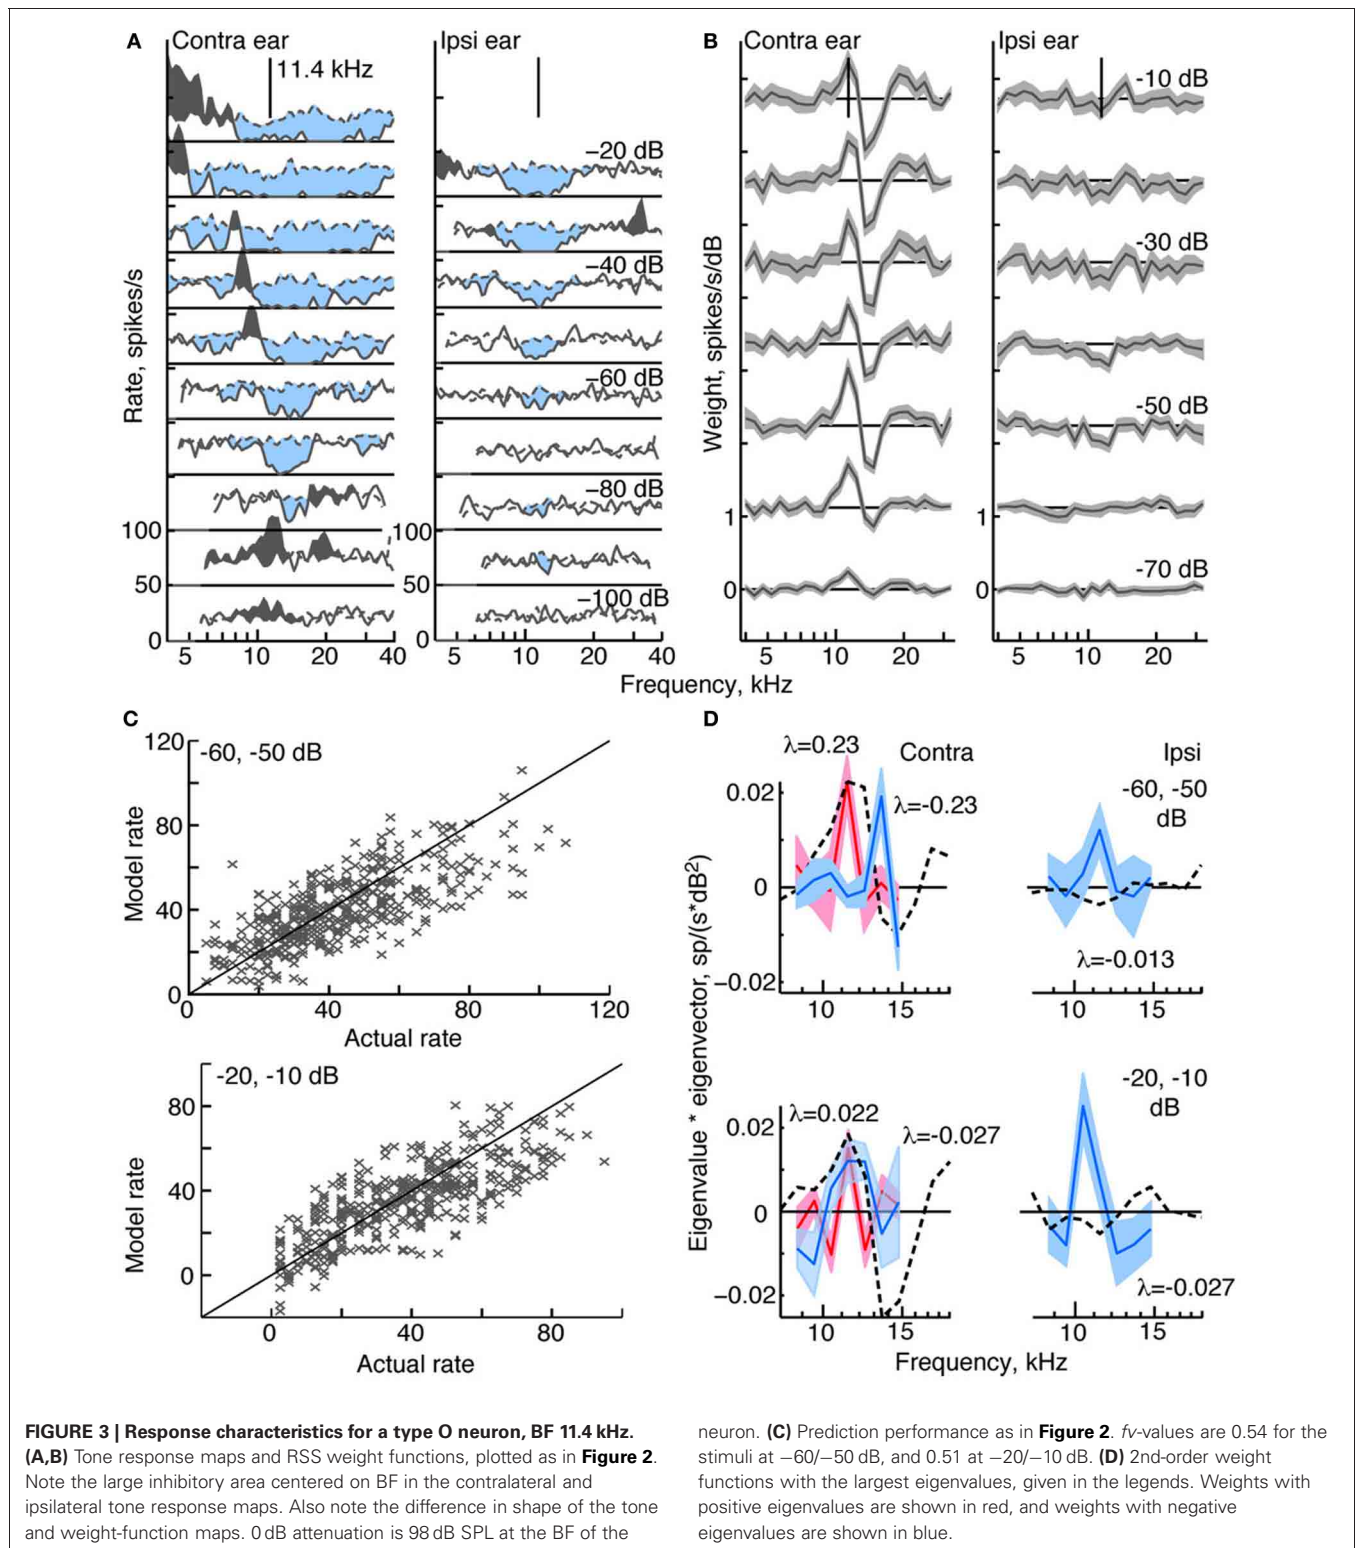 A
Contra ear
Ipsi ear
11.4 kHz
−20 dB
−40 dB
−60 dB
−80 dB
−100 dB
Rate, spikes/s
100
50
0
100
50
0
5 10 20 40
5 10 20 40
B
Contra ear
Ipsi ear
-10 dB
-30 dB
-50 dB
-70 dB
Weight, spikes/s/dB
1
0
1
0
5 10 20
5 10 20
Frequency, kHz
C
-60, -50 dB
120
80
40
0
Model rate
0 40 80 120
Actual rate
-20, -10 dB
80
40
0
Model rate
0 40 80
Actual rate
D
λ=0.23
Contra
λ=-0.23
0.02
0
−0.02
10 15
Ipsi
-60, -50
dB
λ=-0.013
10 15
Eigenvalue * eigenvector, sp/(s*dB²)
λ=0.022
λ=-0.027
0.02
0
−0.02
10 15
-20, -10
dB
λ=-0.027
10 15
Frequency, kHz
FIGURE 3 | Response characteristics for a type O neuron, BF 11.4 kHz.
(A,B) Tone response maps and RSS weight functions, plotted as in Figure 2.
Note the large inhibitory area centered on BF in the contralateral and
ipsilateral tone response maps. Also note the difference in shape of the tone
and weight-function maps. 0 dB attenuation is 98 dB SPL at the BF of the
neuron. (C) Prediction performance as in Figure 2. fv-values are 0.54 for the
stimuli at −60/−50 dB, and 0.51 at −20/−10 dB. (D) 2nd-order weight
functions with the largest eigenvalues, given in the legends. Weights with
positive eigenvalues are shown in red, and weights with negative
eigenvalues are shown in blue.